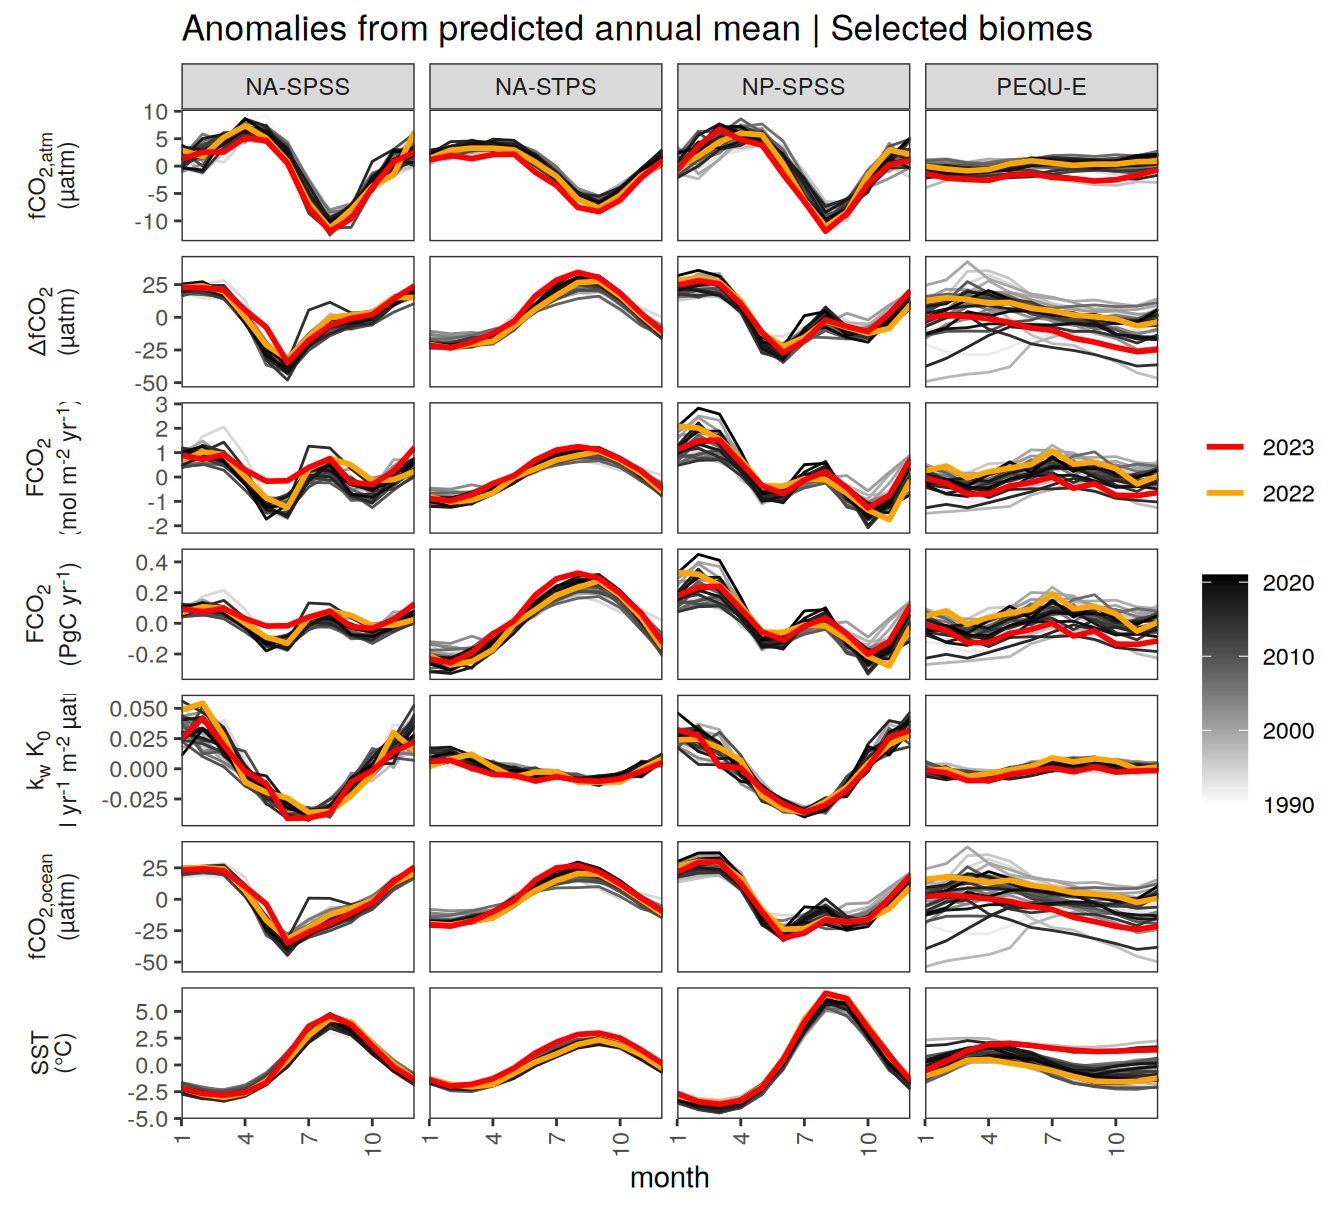 Anomalies from predicted annual mean | Selected biomes
NA-SPSS NA-STPS NP-SPSS PEQU-E
fCO2,atm
(µatm)
10
5
0
-5
-10
ΔfCO2
(µatm)
25
0
-25
-50
FCO2
(mol m-2 yr-1)
3
2
1
0
-1
-2
FCO2
(PgC yr-1)
0.4
0.2
0.0
-0.2
kw K0
l yr-1 m-2 µat
0.050
0.025
0.000
-0.025
fCO2,ocean
(µatm)
25
0
-25
-50
SST
(°C)
5.0
2.5
0.0
-2.5
-5.0
1 4 7 10 1 4 7 10 1 4 7 10 1 4 7 10
month
2023
2022
2020
2010
2000
1990